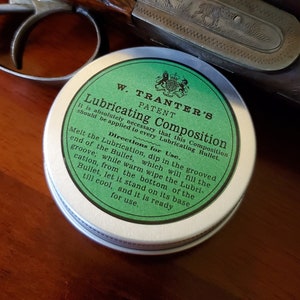 W. TRANTER'S
PATENT
Lubricating Composition
It is absolutely necessary that this Composition
should be applied to every Lubricating Bullet.
Directions for Use.
Melt the Lubrication, dip in the grooved
end of the Bullet, which will fill the
groove: while warm wipe the Lubri-
cation, from the bottom of the
Bullet, let it stand on its base
till cool, and it is ready
for use.